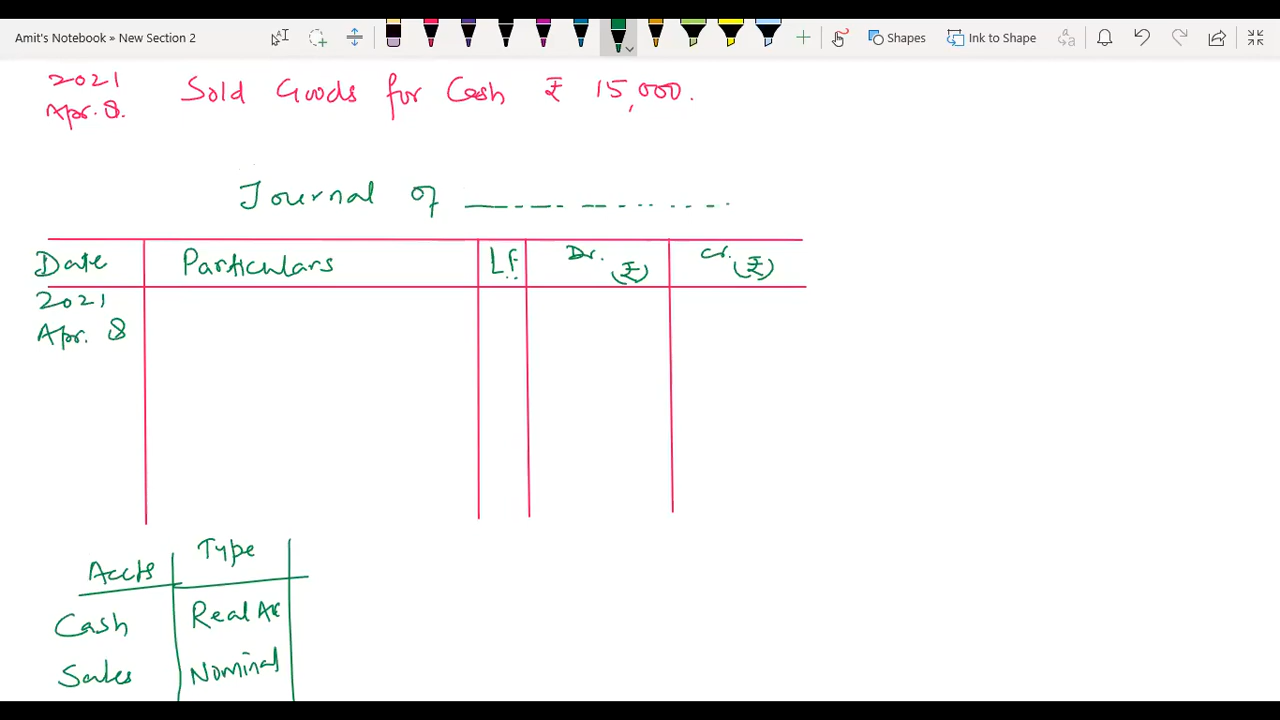 Amit's Notebook » New Section 2
Shapes
Ink to Shape
2021
Apr. 8. Sold Goods for Cash ₹ 15,000.
Journal of
Date Particulars L.F. Dr. (₹) Cr. (₹)
2021
Apr. 8
Accts Type
Cash Real Ac
Sales Nominal